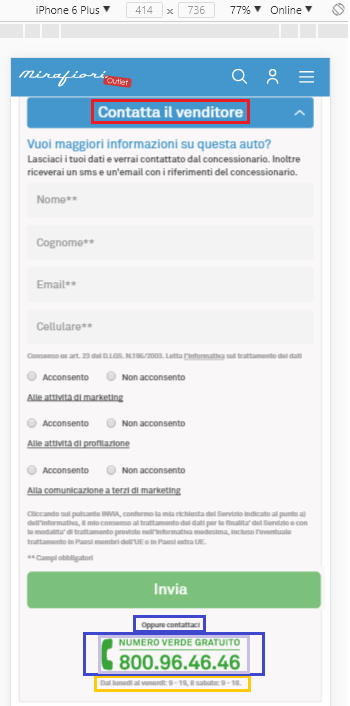 iPhone 6 Plus ▼ 414 x 736 77% ▼ Online ▼
Mirafiori Outlet
Contatta il venditore
Vuoi maggiori informazioni su questa auto?
Lasciaci i tuoi dati e verrai contattato dal concessionario. Inoltre
riceverai un sms e un'email con i riferimenti del concessionario.
Nome**
Cognome**
Email**
Cellulare**
Consenso ex art. 23 del D.LGS. N.196/2003. Letta l'informativa sul trattamento dei dati
Acconsento Non acconsento
Alle attività di marketing
Acconsento Non acconsento
Alle attività di profilazione
Acconsento Non acconsento
Alla comunicazione a terzi di marketing
Cliccando sul pulsante INVIA, confermo la mia richiesta del Servizio indicato al punto a)
dell'informativa, il mio consenso al trattamento dei dati per le finalita' del Servizio e con
le modalita' di trattamento previste nell'informativa medesima, incluso l'eventuale
trattamento in Paesi membri dell'UE o in Paesi extra UE.
** Campi obbligatori
Invia
Oppure contattaci
NUMERO VERDE GRATUITO
800.96.46.46
Dal lunedì al venerdì: 9 - 19, il sabato: 9 - 18.